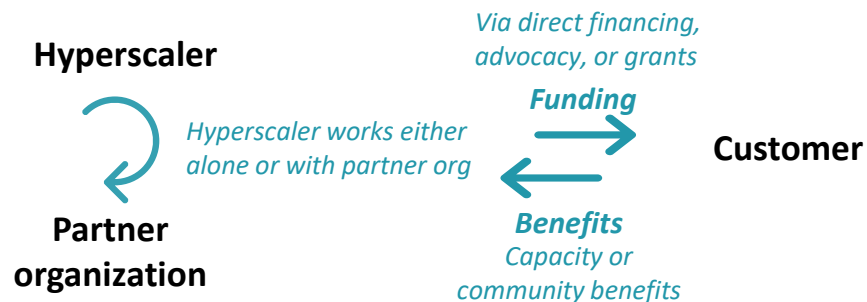 Hyperscaler
Partner
organization
Hyperscaler works either
alone or with partner org
Via direct financing,
advocacy, or grants
Funding
Benefits
Capacity or
community benefits
Customer